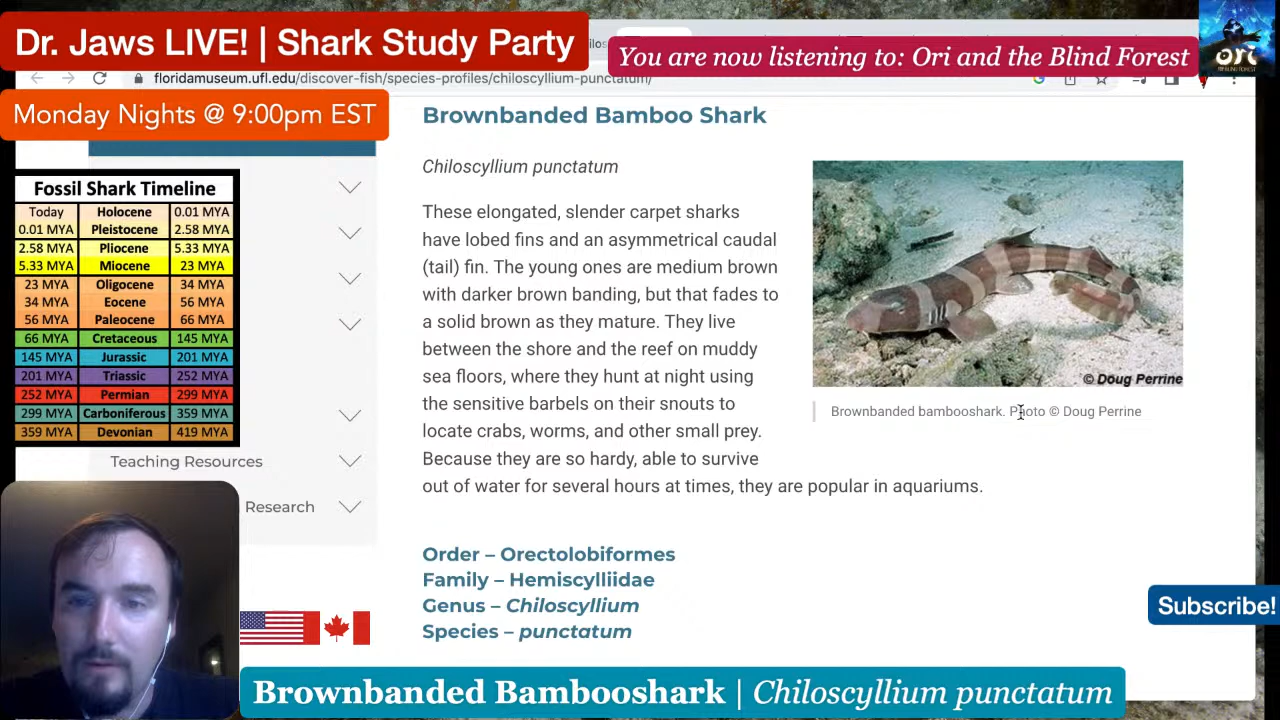 Dr. Jaws LIVE! | Shark Study Party
You are now listening to: Ori and the Blind Forest
ori
floridamuseum.ufl.edu/discover-fish/species-profiles/chiloscyllium-punctatum/
Monday Nights @ 9:00pm EST
Fossil Shark Timeline
Today Holocene 0.01 MYA
0.01 MYA Pleistocene 2.58 MYA
2.58 MYA Pliocene 5.33 MYA
5.33 MYA Miocene 23 MYA
23 MYA Oligocene 34 MYA
34 MYA Eocene 56 MYA
56 MYA Paleocene 66 MYA
66 MYA Cretaceous 145 MYA
145 MYA Jurassic 201 MYA
201 MYA Triassic 252 MYA
252 MYA Permian 299 MYA
299 MYA Carboniferous 359 MYA
359 MYA Devonian 419 MYA
Teaching Resources
Research
Brownbanded Bamboo Shark
Chiloscyllium punctatum
These elongated, slender carpet sharks
have lobed fins and an asymmetrical caudal
(tail) fin. The young ones are medium brown
with darker brown banding, but that fades to
a solid brown as they mature. They live
between the shore and the reef on muddy
sea floors, where they hunt at night using
the sensitive barbels on their snouts to
locate crabs, worms, and other small prey.
Because they are so hardy, able to survive
out of water for several hours at times, they are popular in aquariums.
© Doug Perrine
Brownbanded bambooshark. Photo © Doug Perrine
Order – Orectolobiformes
Family – Hemiscylliidae
Genus – Chiloscyllium
Species – punctatum
Subscribe!
Brownbanded Bambooshark | Chiloscyllium punctatum